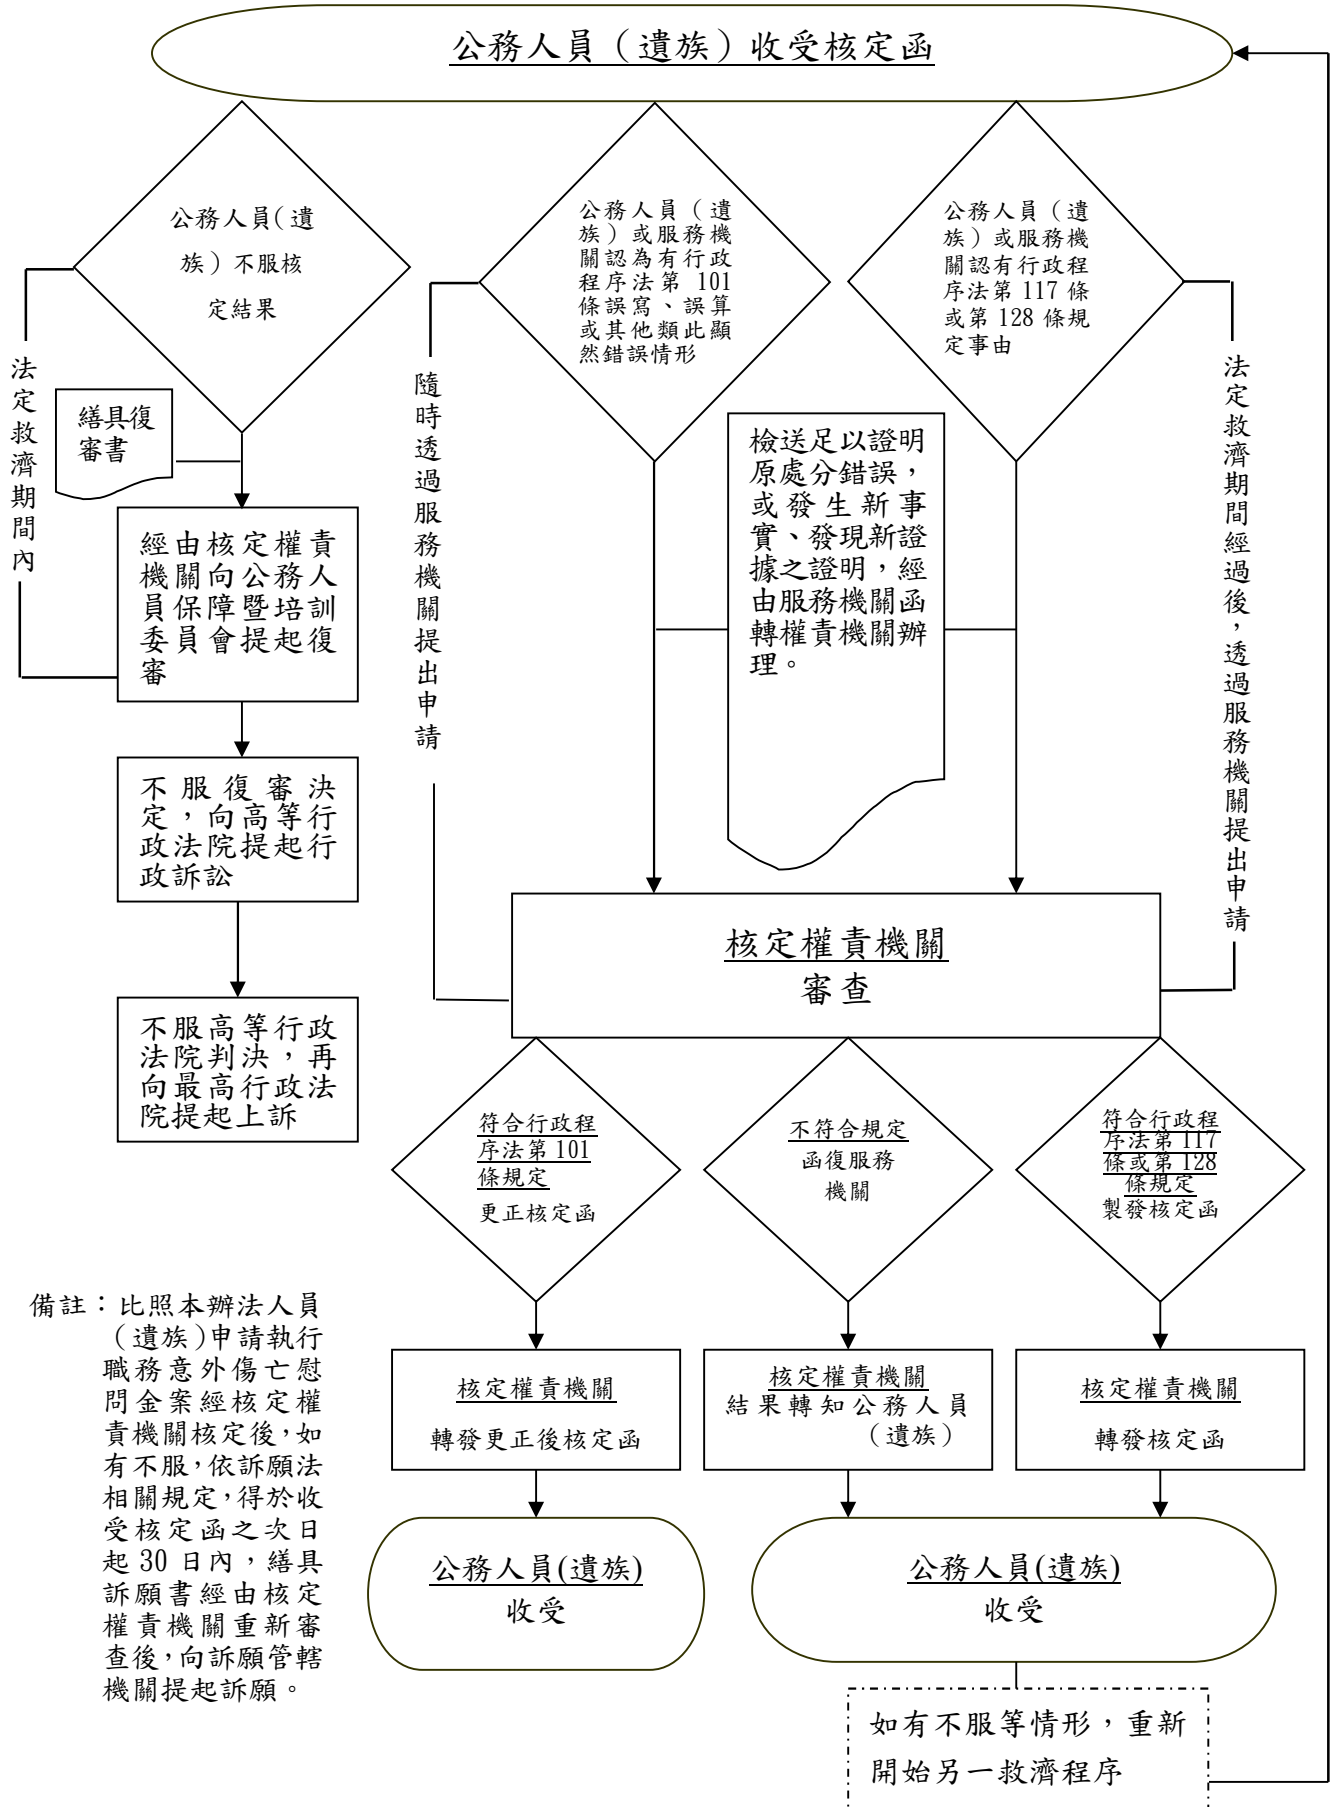 公務人員（遺族）收受核定函
公務人員（遺
族）不服核
定結果
公務人員（遺
族）或服務機
關認為有行政
程序法第 101
條誤寫、誤算
或其他類此顯
然錯誤情形
公務人員（遺
族）或服務機
關認有行政程
序法第 117 條
或第 128 條規
定事由
法定救濟期間內
繕具復
審書
隨時透過服務機關提出申請
檢送足以證明
原處分錯誤，
或發生新事
實、發現新證
據之證明，經
由服務機關函
轉權責機關辦
理。
法定救濟期間經過後，透過服務機關提出申請
經由核定權責
機關向公務人
員保障暨培訓
委員會提起復
審
不服復審決
定，向高等行
政法院提起行
政訴訟
不服高等行政
法院判決，再
向最高行政法
院提起上訴
核定權責機關
審查
符合行政程
序法第 101
條規定
更正核定函
不符合規定
函復服務
機關
符合行政程
序法第 117
條或第 128
條規定
製發核定函
核定權責機關
轉發更正後核定函
核定權責機關
結果轉知公務人員
（遺族）
核定權責機關
轉發核定函
公務人員(遺族)
收受
公務人員(遺族)
收受
如有不服等情形，重新
開始另一救濟程序
備註：比照本辦法人員
（遺族）申請執行
職務意外傷亡慰
問金案經核定權
責機關核定後，如
有不服，依訴願法
相關規定，得於收
受核定函之次日
起 30 日內，繕具
訴願書經由核定
權責機關重新審
查後，向訴願管轄
機關提起訴願。